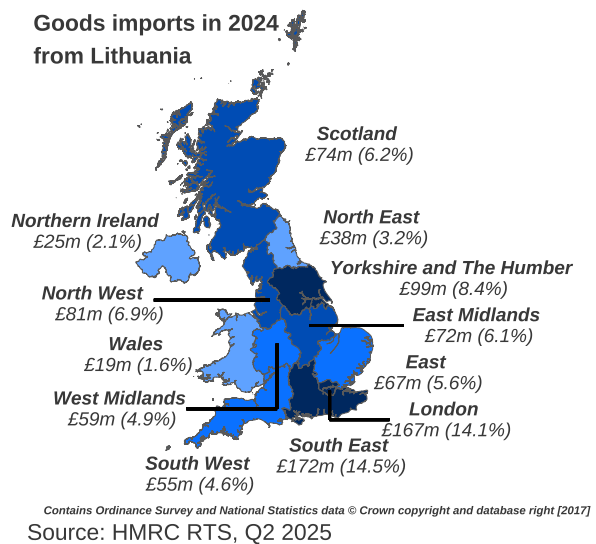 Goods imports in 2024
from Lithuania
Scotland
£74m (6.2%)
Northern Ireland
£25m (2.1%)
North East
£38m (3.2%)
Yorkshire and The Humber
£99m (8.4%)
North West
£81m (6.9%)
East Midlands
£72m (6.1%)
Wales
£19m (1.6%)
East
£67m (5.6%)
West Midlands
£59m (4.9%)
London
£167m (14.1%)
South East
£172m (14.5%)
South West
£55m (4.6%)
Contains Ordinance Survey and National Statistics data © Crown copyright and database right [2017]
Source: HMRC RTS, Q2 2025